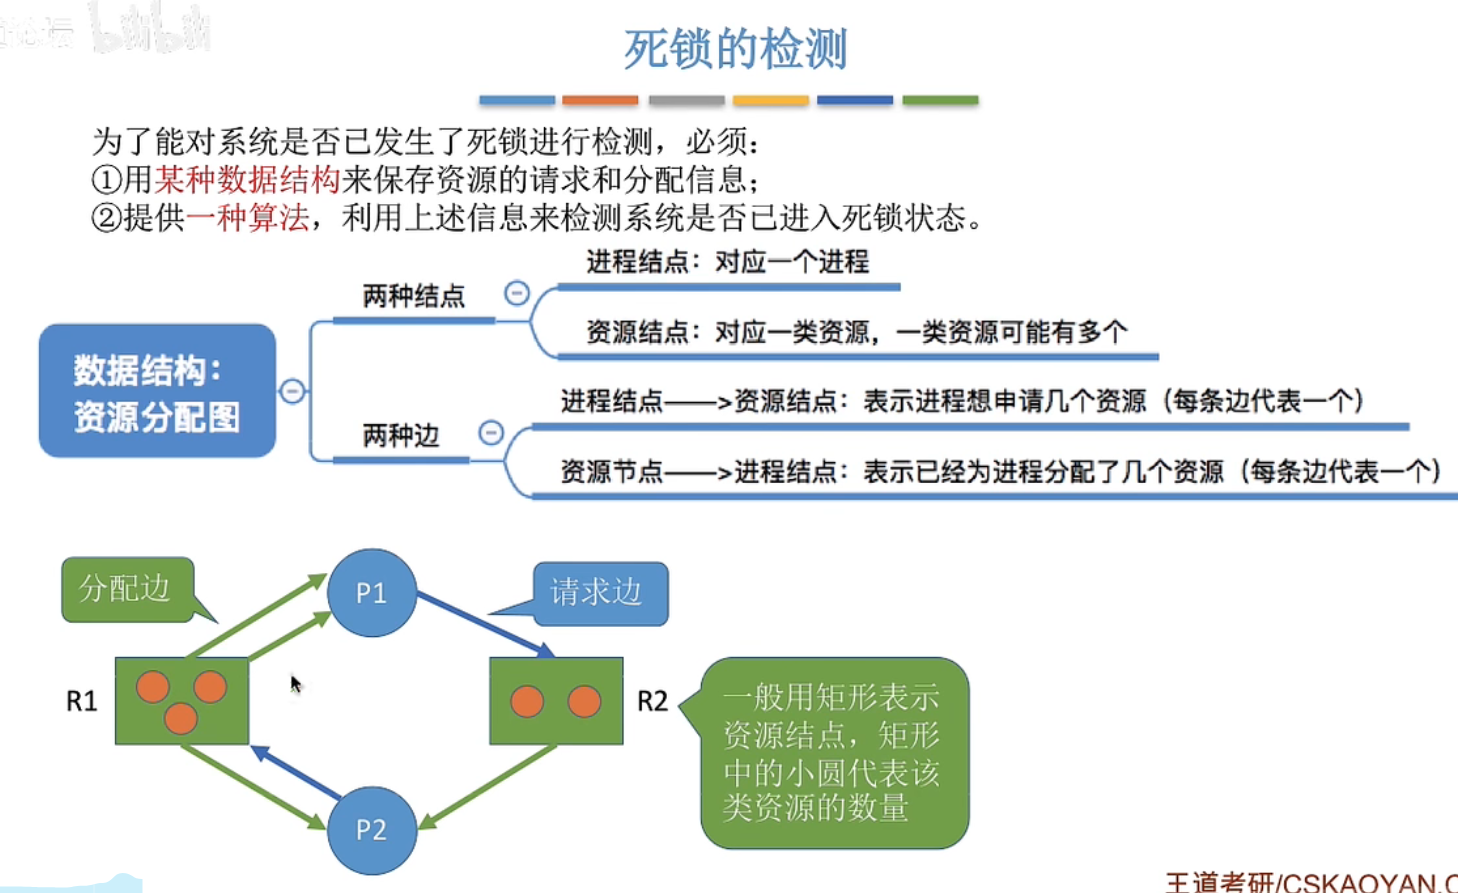 死锁的检测
为了能对系统是否已发生了死锁进行检测，必须：
①用某种数据结构来保存资源的请求和分配信息；
②提供一种算法，利用上述信息来检测系统是否已进入死锁状态。
进程结点：对应一个进程
两种结点
资源结点：对应一类资源，一类资源可能有多个
数据结构：
资源分配图
进程结点——>资源结点：表示进程想申请几个资源（每条边代表一个）
两种边
资源节点——>进程结点：表示已经为进程分配了几个资源（每条边代表一个）
分配边
P1
请求边
R1
R2
一般用矩形表示
资源结点，矩形
中的小圆代表该
类资源的数量
P2
王道考研/CSKAOYAN.C